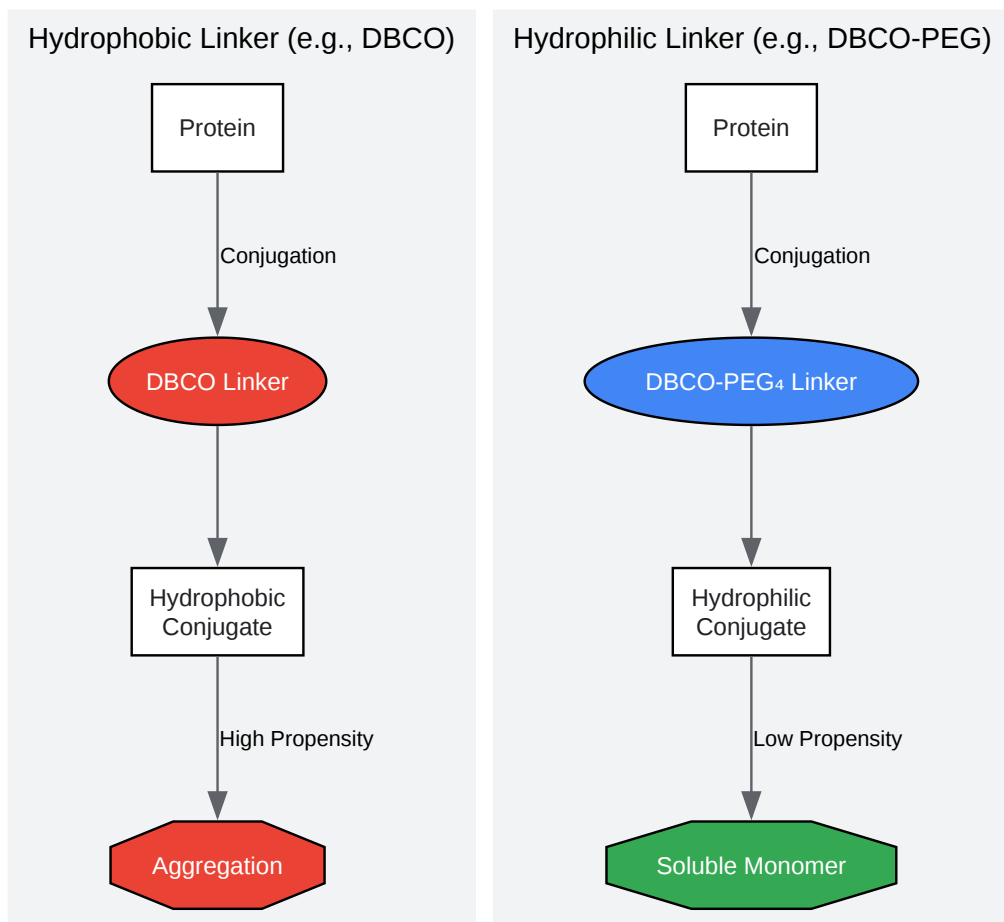 Hydrophobic Linker (e.g., DBCO)
Protein
Conjugation
DBCO Linker
Hydrophobic
Conjugate
High Propensity
Aggregation
Hydrophilic Linker (e.g., DBCO-PEG)
Protein
Conjugation
DBCO-PEG₄ Linker
Hydrophilic
Conjugate
Low Propensity
Soluble Monomer